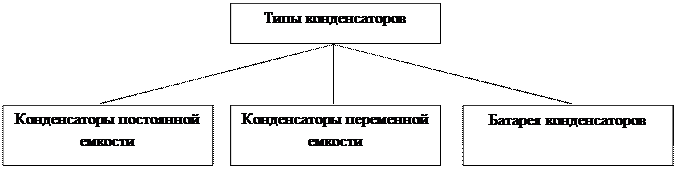 Типы конденсаторов
Конденсаторы постоянной
емкости
Конденсаторы переменной
емкости
Батарея конденсаторов